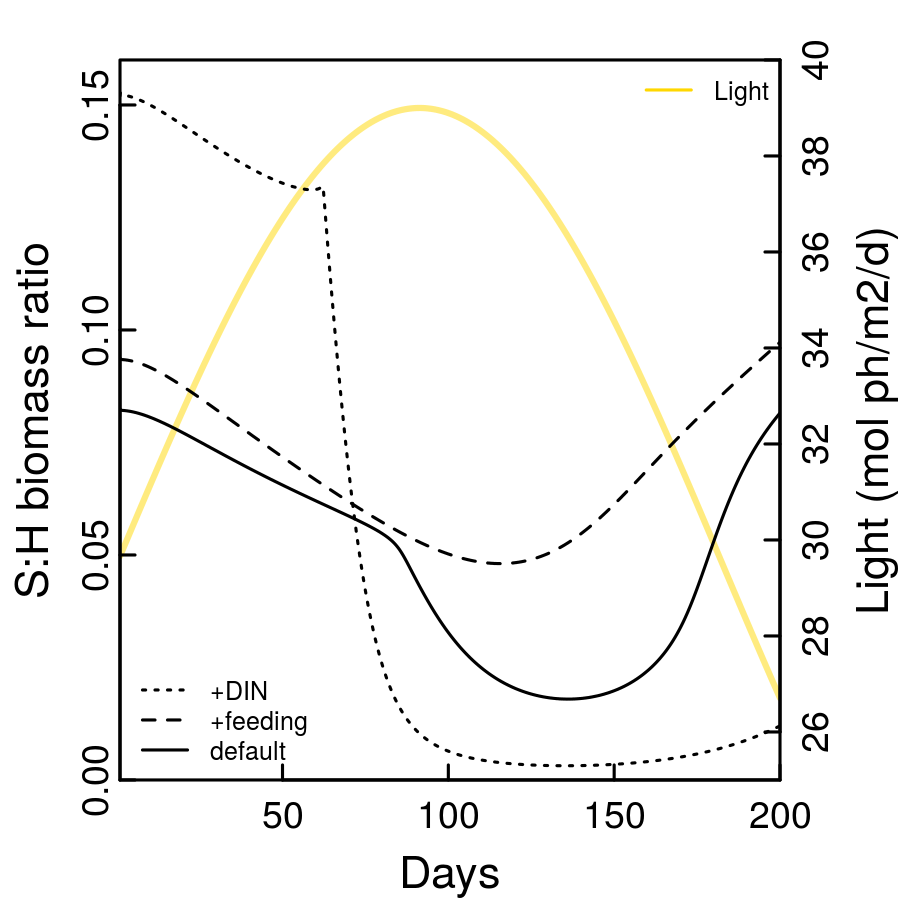 Light
S:H biomass ratio
0.15
0.10
0.05
0.00
40
38
36
34
32
30
28
26
Light (mol ph/m2/d)
+DIN
+feeding
default
50 100 150 200
Days